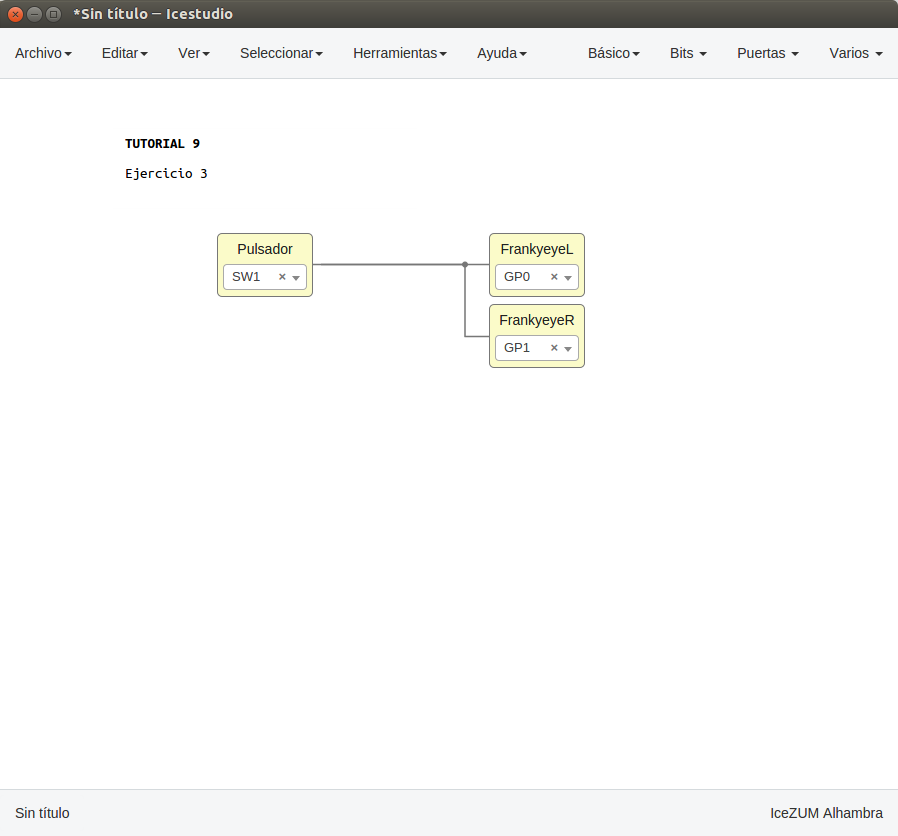 *Sin título — Icestudio
Archivo Editar Ver Seleccionar Herramientas Ayuda Básico Bits Puertas Varios
TUTORIAL 9
Ejercicio 3
Pulsador
SW1 ×
FrankyeyeL
GP0 ×
FrankyeyeR
GP1 ×
Sin título IceZUM Alhambra